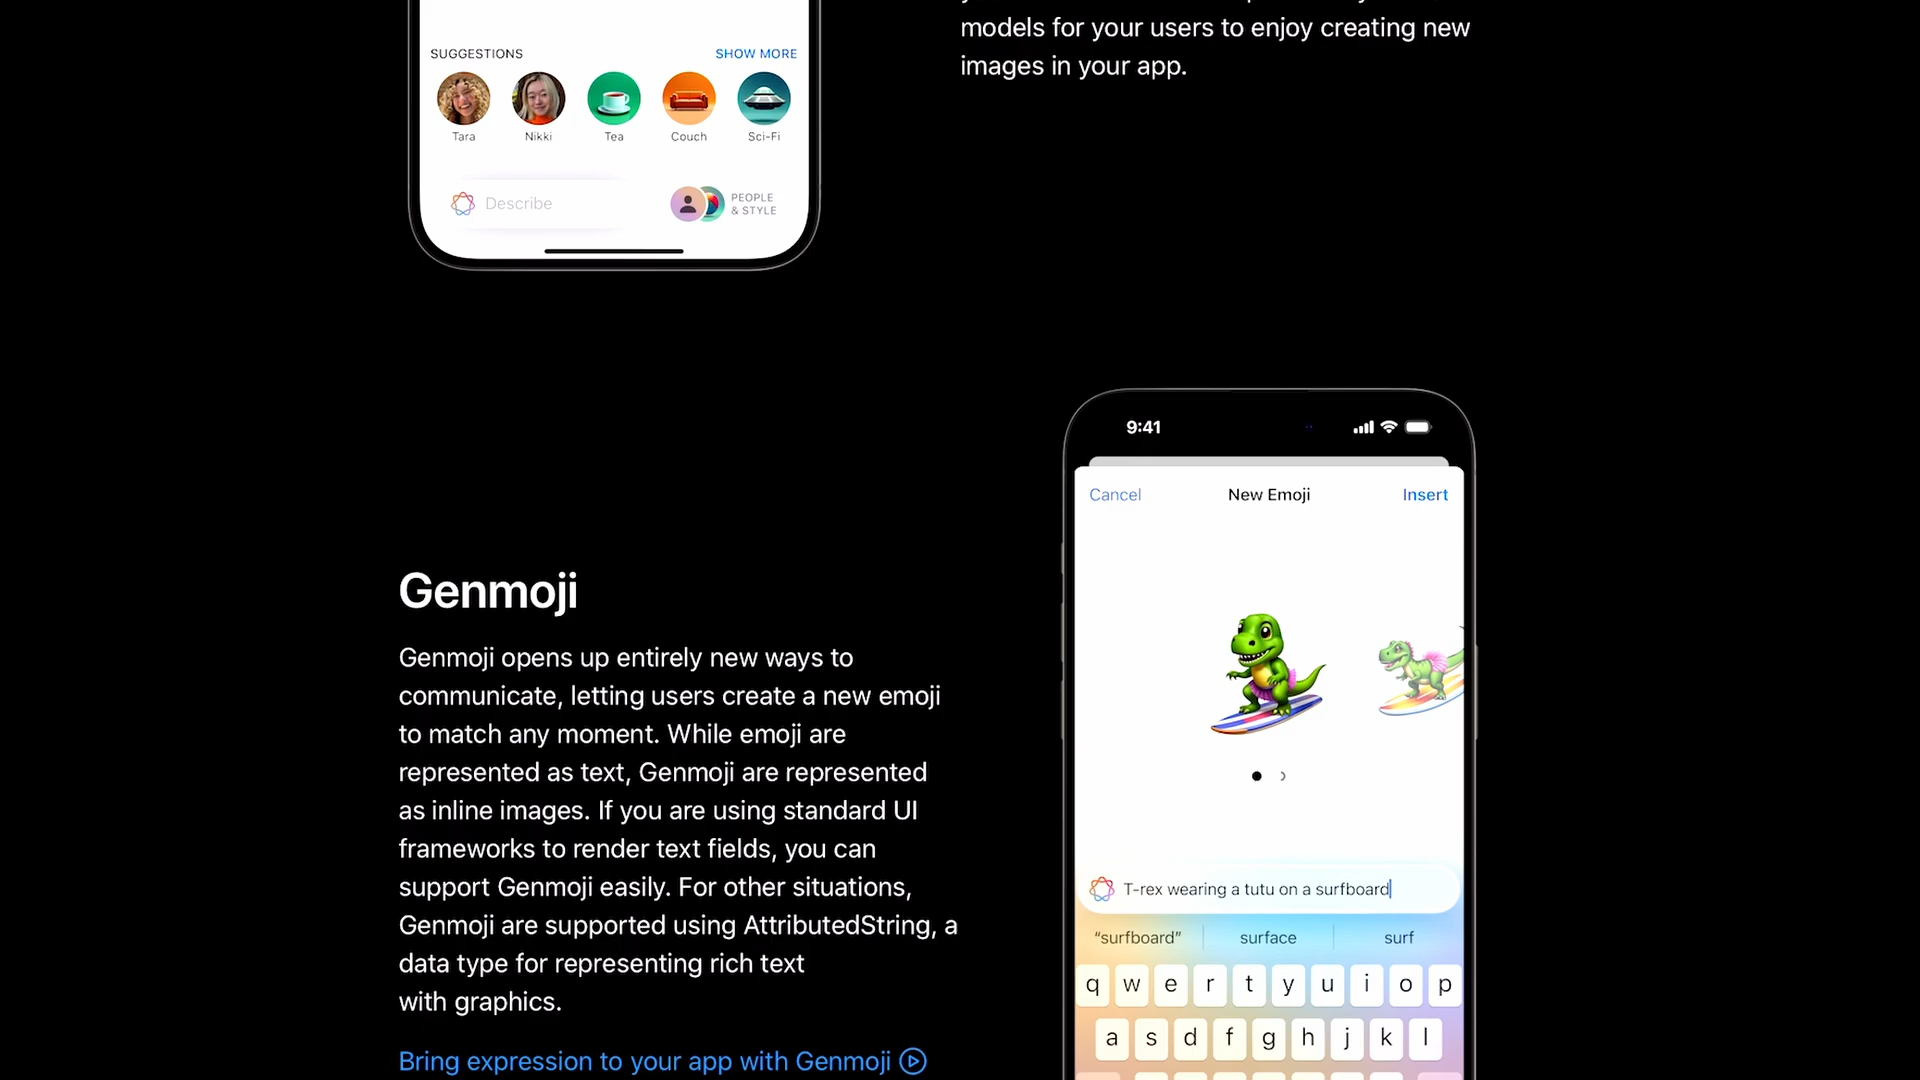 models for your users to enjoy creating new
images in your app.
SUGGESTIONS
SHOW MORE
Tara
Nikki
Tea
Couch
Sci-Fi
Describe
PEOPLE
& STYLE
Genmoji
Genmoji opens up entirely new ways to
communicate, letting users create a new emoji
to match any moment. While emoji are
represented as text, Genmoji are represented
as inline images. If you are using standard UI
frameworks to render text fields, you can
support Genmoji easily. For other situations,
Genmoji are supported using AttributedString, a
data type for representing rich text
with graphics.
Bring expression to your app with Genmoji
9:41
Cancel
New Emoji
Insert
T-rex wearing a tutu on a surfboard
“surfboard”
surface
surf
q w e r t y u i o p
a s d f g h j k l